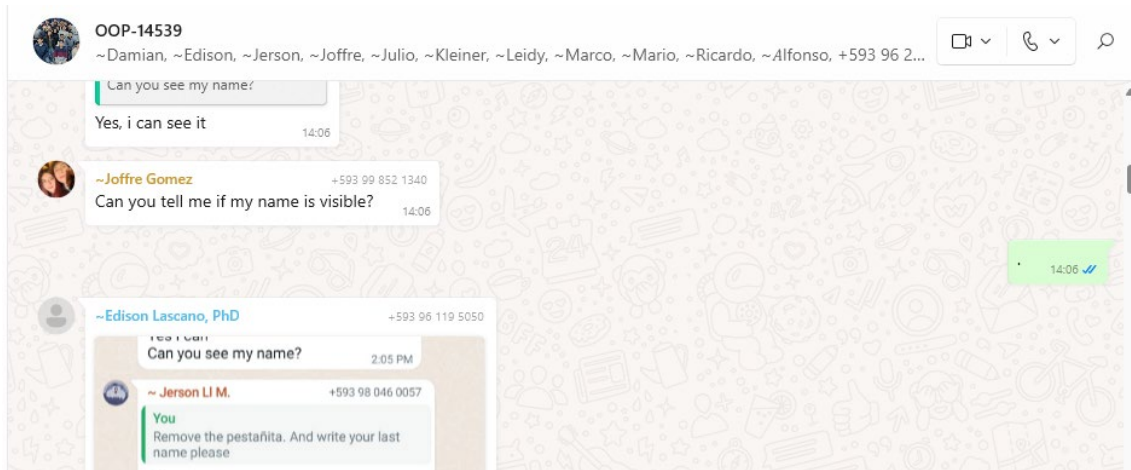 OOP-14539
~Damian, ~Edison, ~Jerson, ~Joffre, ~Julio, ~Kleiner, ~Leidy, ~Marco, ~Mario, ~Ricardo, ~Alfonso, +593 96 2...
Can you see my name?
Yes, i can see it
14:06
~Joffre Gomez +593 99 852 1340
Can you tell me if my name is visible?
14:06
.
14:06
~Edison Lascano, PhD +593 96 119 5050
Yes I can
Can you see my name?
2:05 PM
~ Jerson Ll M. +593 98 046 0057
You
Remove the pestañita. And write your last
name please